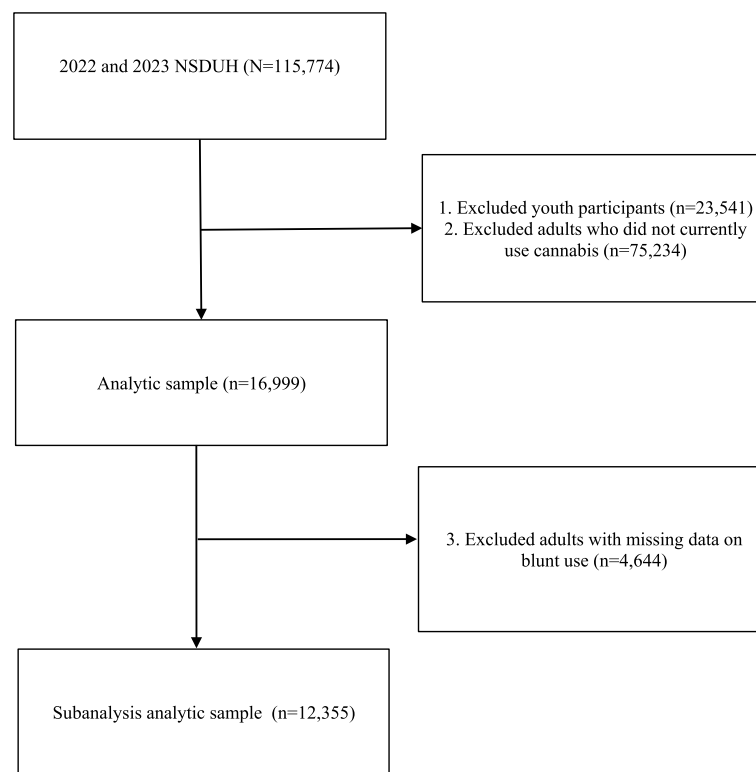 2022 and 2023 NSDUH (N=115,774)
1. Excluded youth participants (n=23,541)
2. Excluded adults who did not currently
use cannabis (n=75,234)
Analytic sample (n=16,999)
3. Excluded adults with missing data on
blunt use (n=4,644)
Subanalysis analytic sample (n=12,355)